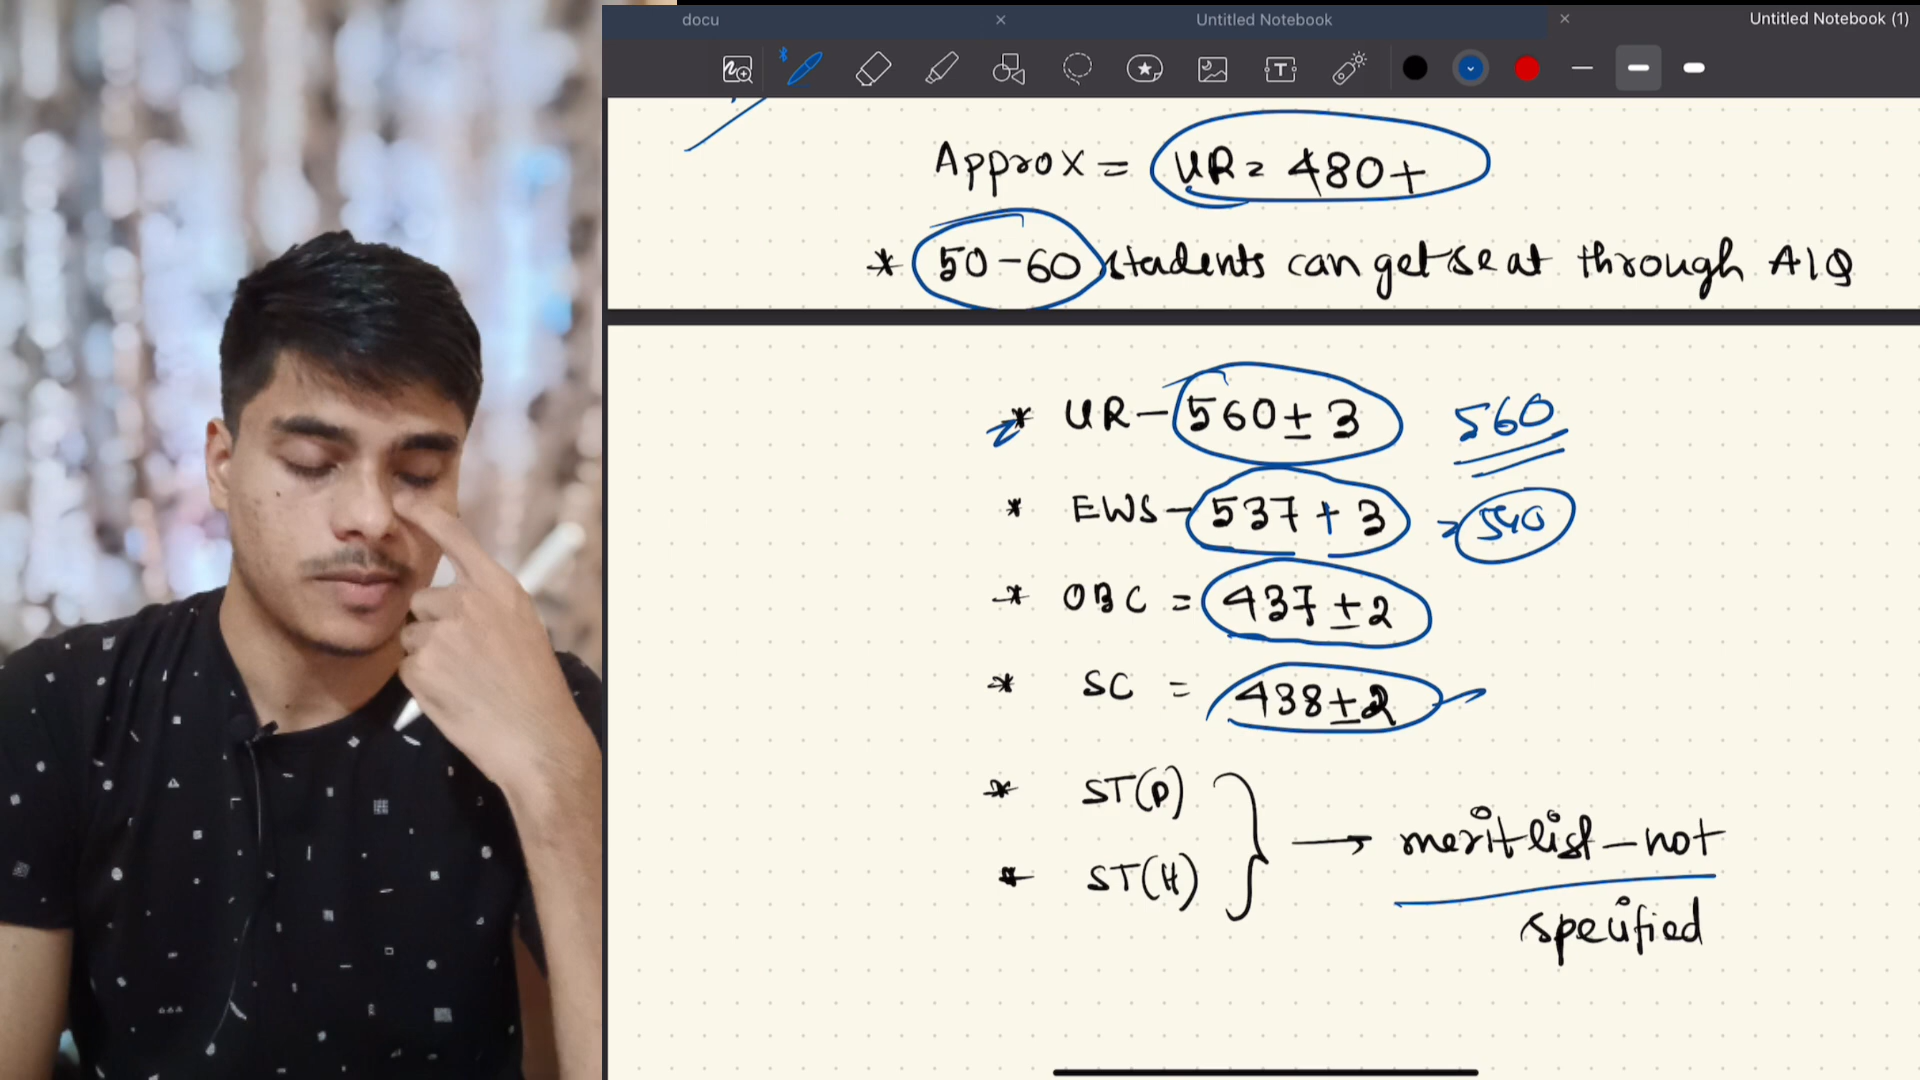 docu
Untitled Notebook
Untitled Notebook (1)
Approx = UR = 480+
* 50-60 students can get seat through AIQ
* UR - 560 ± 3 560
* EWS - 537 + 3 = 540
* OBC = 437 ± 2
* SC = 438 ± 2
* ST(P)
→ merit list - not
* ST(H)
specified